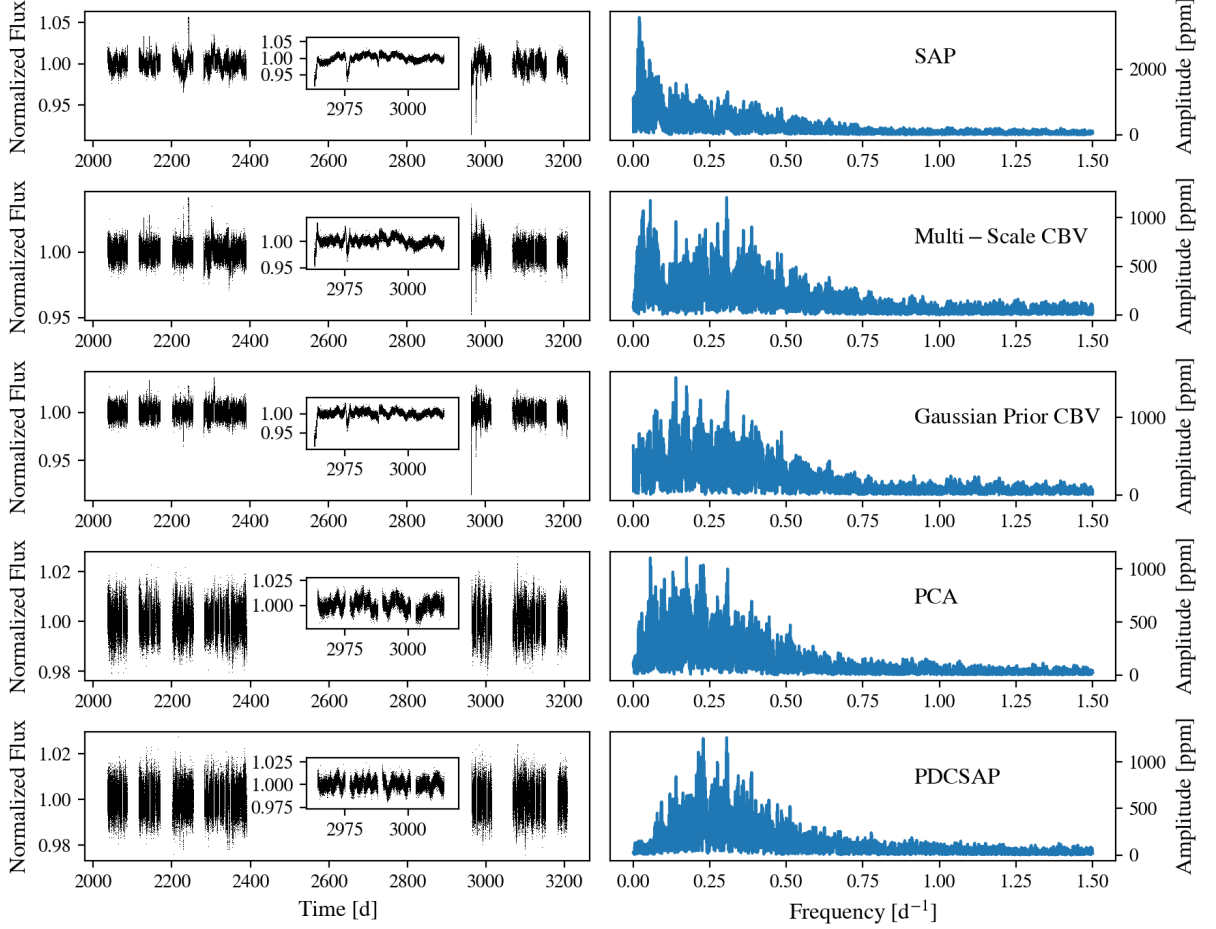 Normalized Flux
1.05
1.00
0.95
1.05
1.00
0.95
2975 3000
2000 2200 2400 2600 2800 3000 3200
SAP
2000
0
Amplitude [ppm]
0.00 0.25 0.50 0.75 1.00 1.25 1.50
Normalized Flux
1.00
0.95
1.00
0.95
2975 3000
2000 2200 2400 2600 2800 3000 3200
Multi – Scale CBV
1000
500
0
Amplitude [ppm]
0.00 0.25 0.50 0.75 1.00 1.25 1.50
Normalized Flux
1.00
0.95
1.00
0.95
2975 3000
2000 2200 2400 2600 2800 3000 3200
Gaussian Prior CBV
1000
0
Amplitude [ppm]
0.00 0.25 0.50 0.75 1.00 1.25 1.50
Normalized Flux
1.02
1.00
0.98
1.025
1.000
2975 3000
2000 2200 2400 2600 2800 3000 3200
PCA
1000
500
0
Amplitude [ppm]
0.00 0.25 0.50 0.75 1.00 1.25 1.50
Normalized Flux
1.02
1.00
0.98
1.025
1.000
0.975
2975 3000
2000 2200 2400 2600 2800 3000 3200
Time [d]
PDCSAP
1000
500
0
Amplitude [ppm]
0.00 0.25 0.50 0.75 1.00 1.25 1.50
Frequency [d⁻¹]